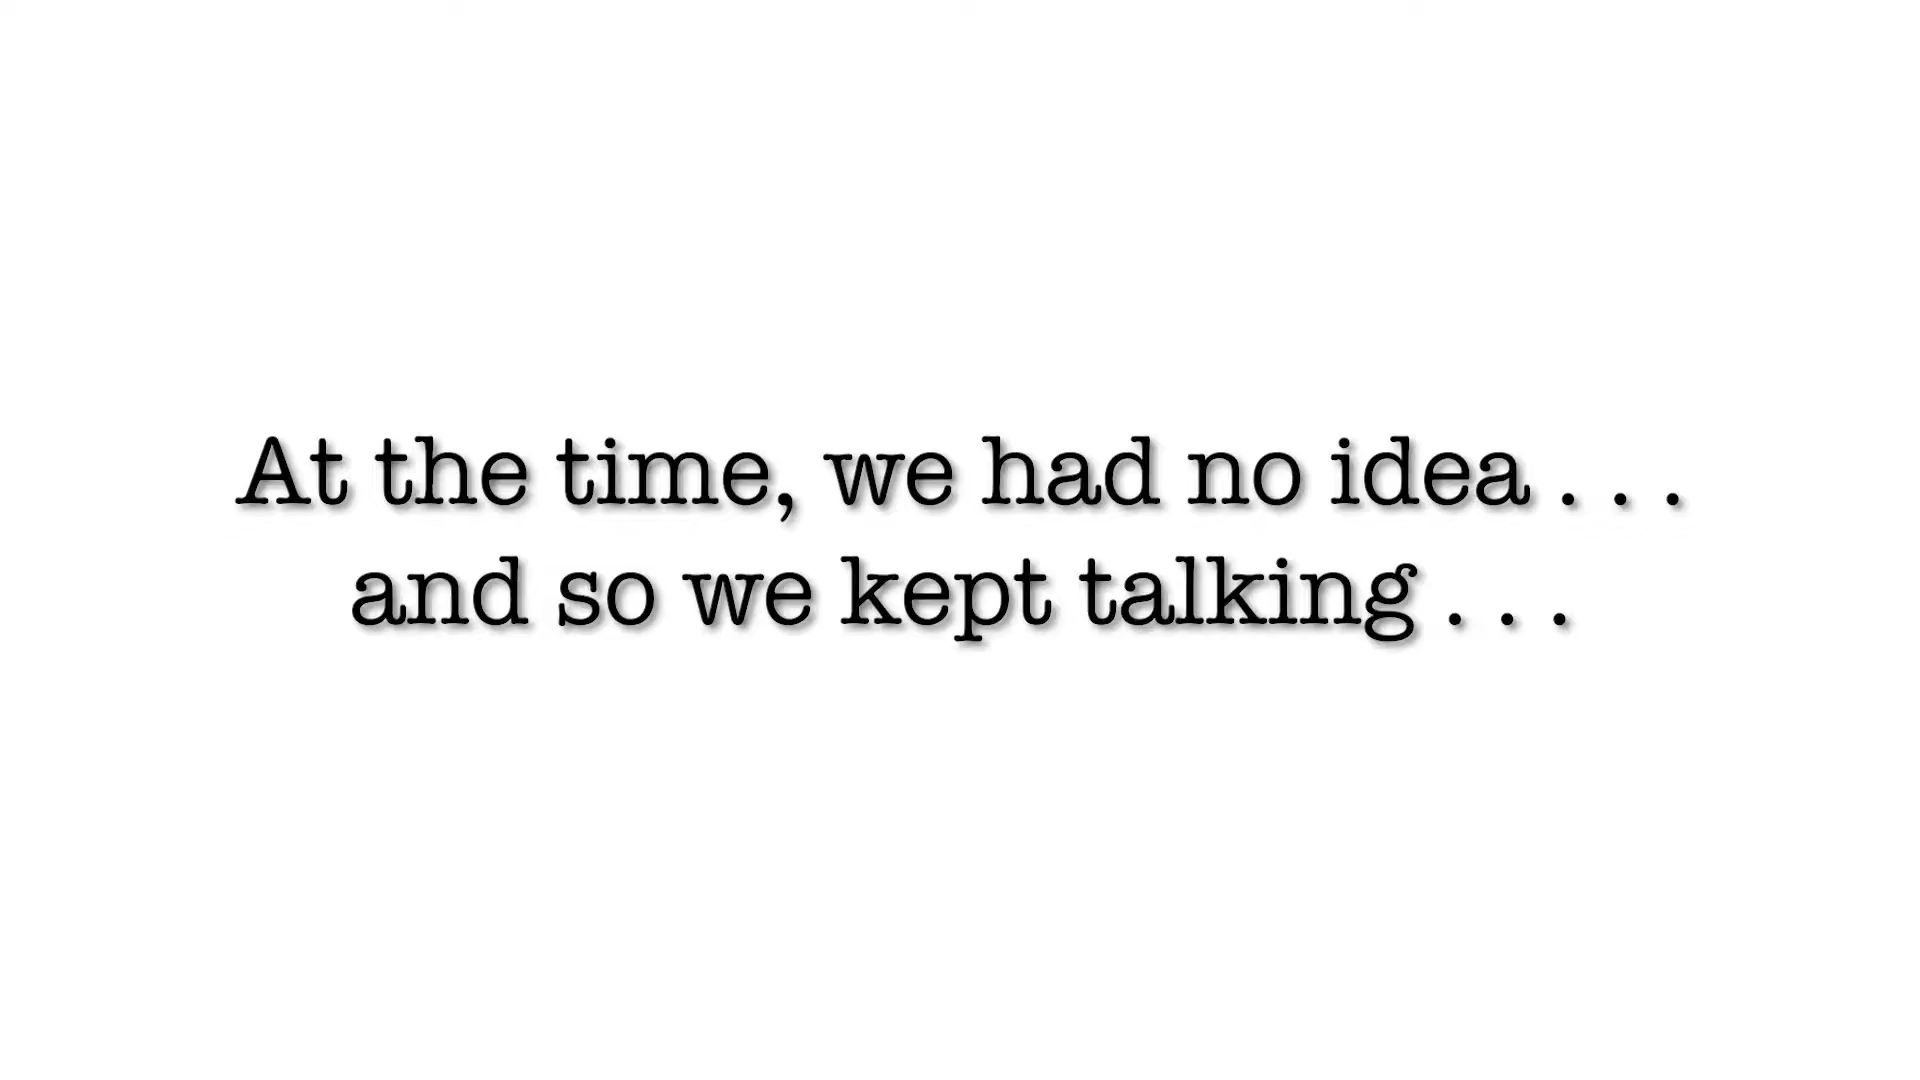 At the time, we had no idea . . .
and so we kept talking . . .